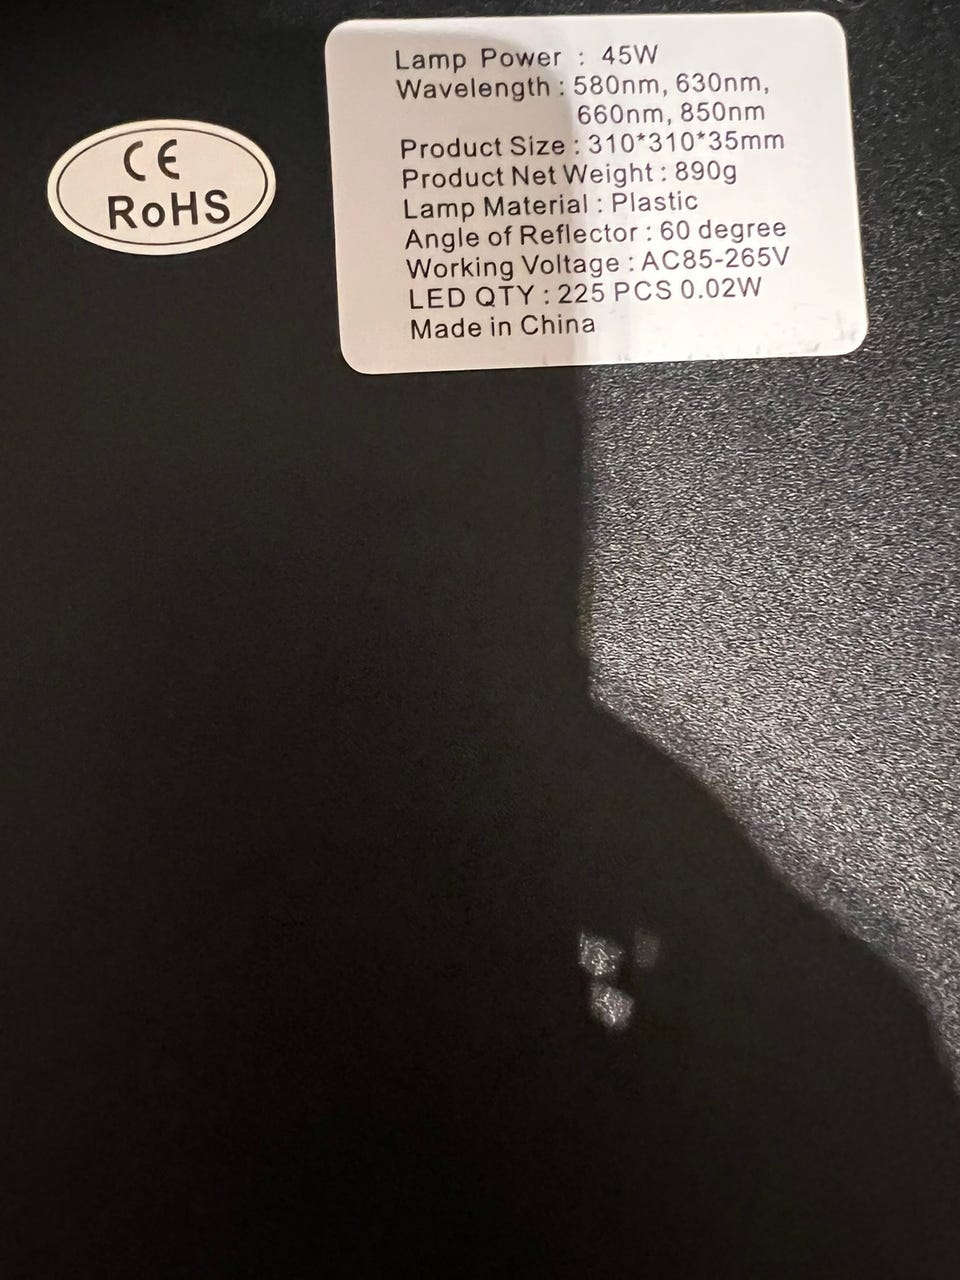 Lamp Power : 45W
Wavelength : 580nm, 630nm,
660nm, 850nm
Product Size : 310*310*35mm
Product Net Weight : 890g
Lamp Material : Plastic
Angle of Reflector : 60 degree
Working Voltage : AC85-265V
LED QTY : 225 PCS 0.02W
Made in China
CE
RoHS